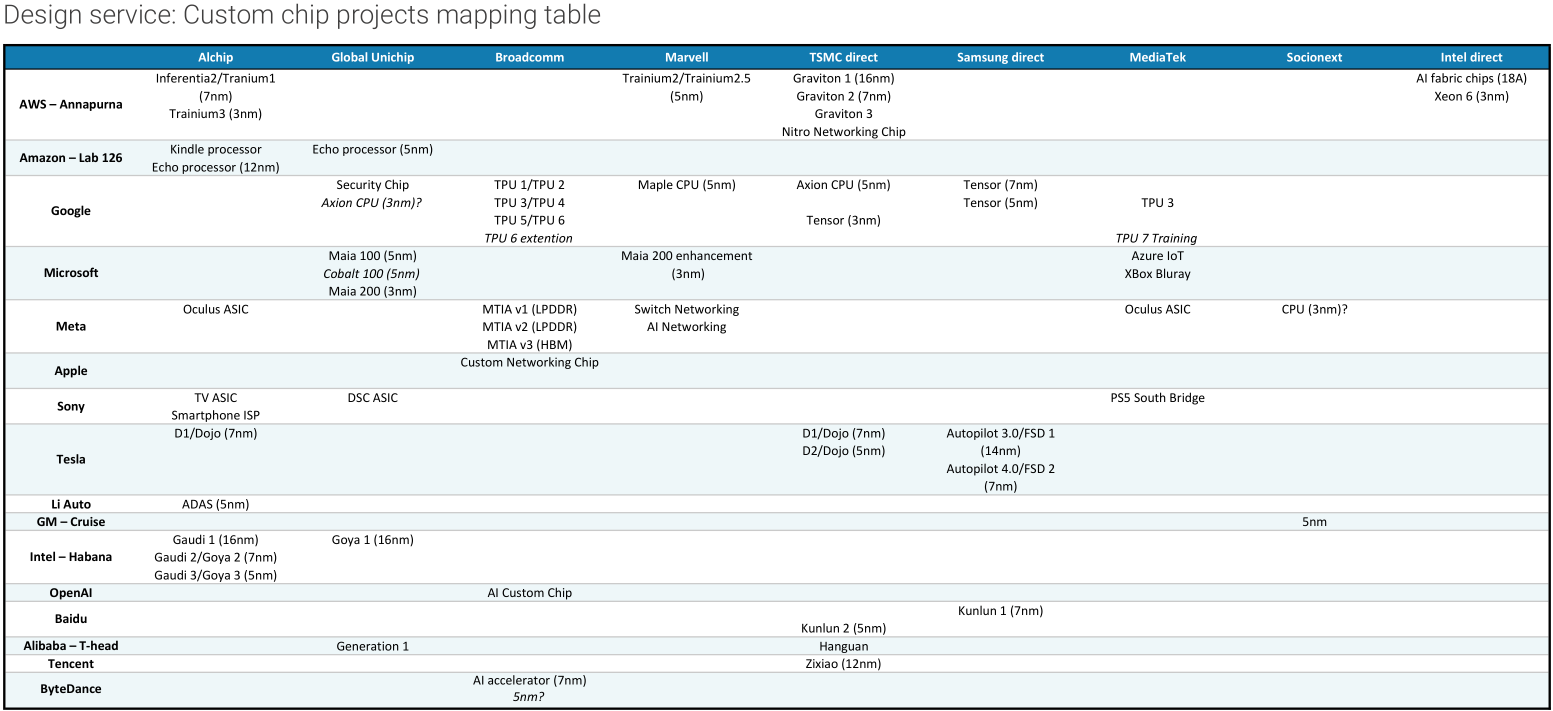 Design service: Custom chip projects mapping table
Alchip Global Unichip Broadcomm Marvell TSMC direct Samsung direct MediaTek Socionext Intel direct
AWS – Annapurna
Inferentia2/Tranium1
(7nm)
Trainium3 (3nm)
Trainium2/Trainium2.5
(5nm)
Graviton 1 (16nm)
Graviton 2 (7nm)
Graviton 3
Nitro Networking Chip
AI fabric chips (18A)
Xeon 6 (3nm)
Amazon – Lab 126
Kindle processor
Echo processor (12nm)
Echo processor (5nm)
Google
Security Chip
Axion CPU (3nm)?
TPU 1/TPU 2
TPU 3/TPU 4
TPU 5/TPU 6
TPU 6 extention
Maple CPU (5nm)
Axion CPU (5nm)
Tensor (3nm)
Tensor (7nm)
Tensor (5nm)
TPU 3
TPU 7 Training
Microsoft
Maia 100 (5nm)
Cobalt 100 (5nm)
Maia 200 (3nm)
Maia 200 enhancement
(3nm)
Azure IoT
XBox Bluray
Meta
Oculus ASIC
MTIA v1 (LPDDR)
MTIA v2 (LPDDR)
MTIA v3 (HBM)
Switch Networking
AI Networking
Oculus ASIC
CPU (3nm)?
Apple
Custom Networking Chip
Sony
TV ASIC
Smartphone ISP
DSC ASIC
PS5 South Bridge
Tesla
D1/Dojo (7nm)
D1/Dojo (7nm)
D2/Dojo (5nm)
Autopilot 3.0/FSD 1
(14nm)
Autopilot 4.0/FSD 2
(7nm)
Li Auto
ADAS (5nm)
GM – Cruise
5nm
Intel – Habana
Gaudi 1 (16nm)
Gaudi 2/Goya 2 (7nm)
Gaudi 3/Goya 3 (5nm)
Goya 1 (16nm)
OpenAI
AI Custom Chip
Baidu
Kunlun 2 (5nm)
Kunlun 1 (7nm)
Alibaba – T-head
Generation 1
Hanguan
Tencent
Zixiao (12nm)
ByteDance
AI accelerator (7nm)
5nm?